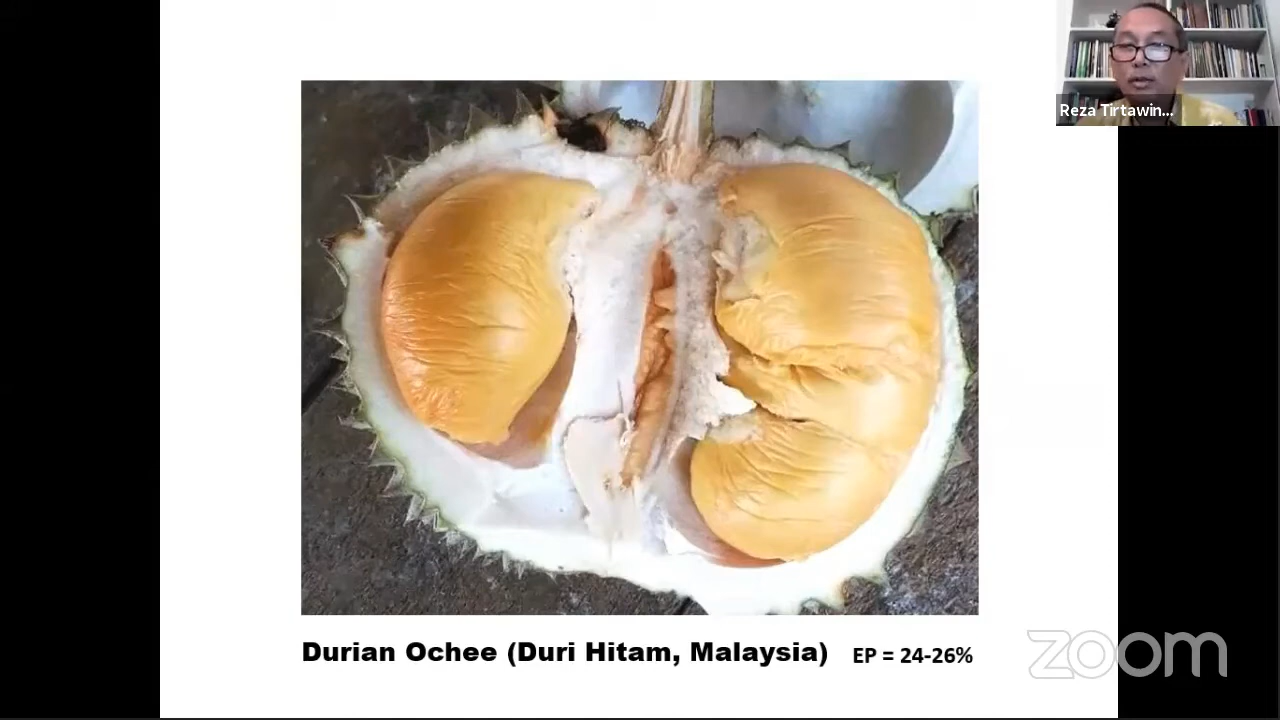 Reza Tirtawin...
Durian Ochee (Duri Hitam, Malaysia) EP = 24-26%
zoom